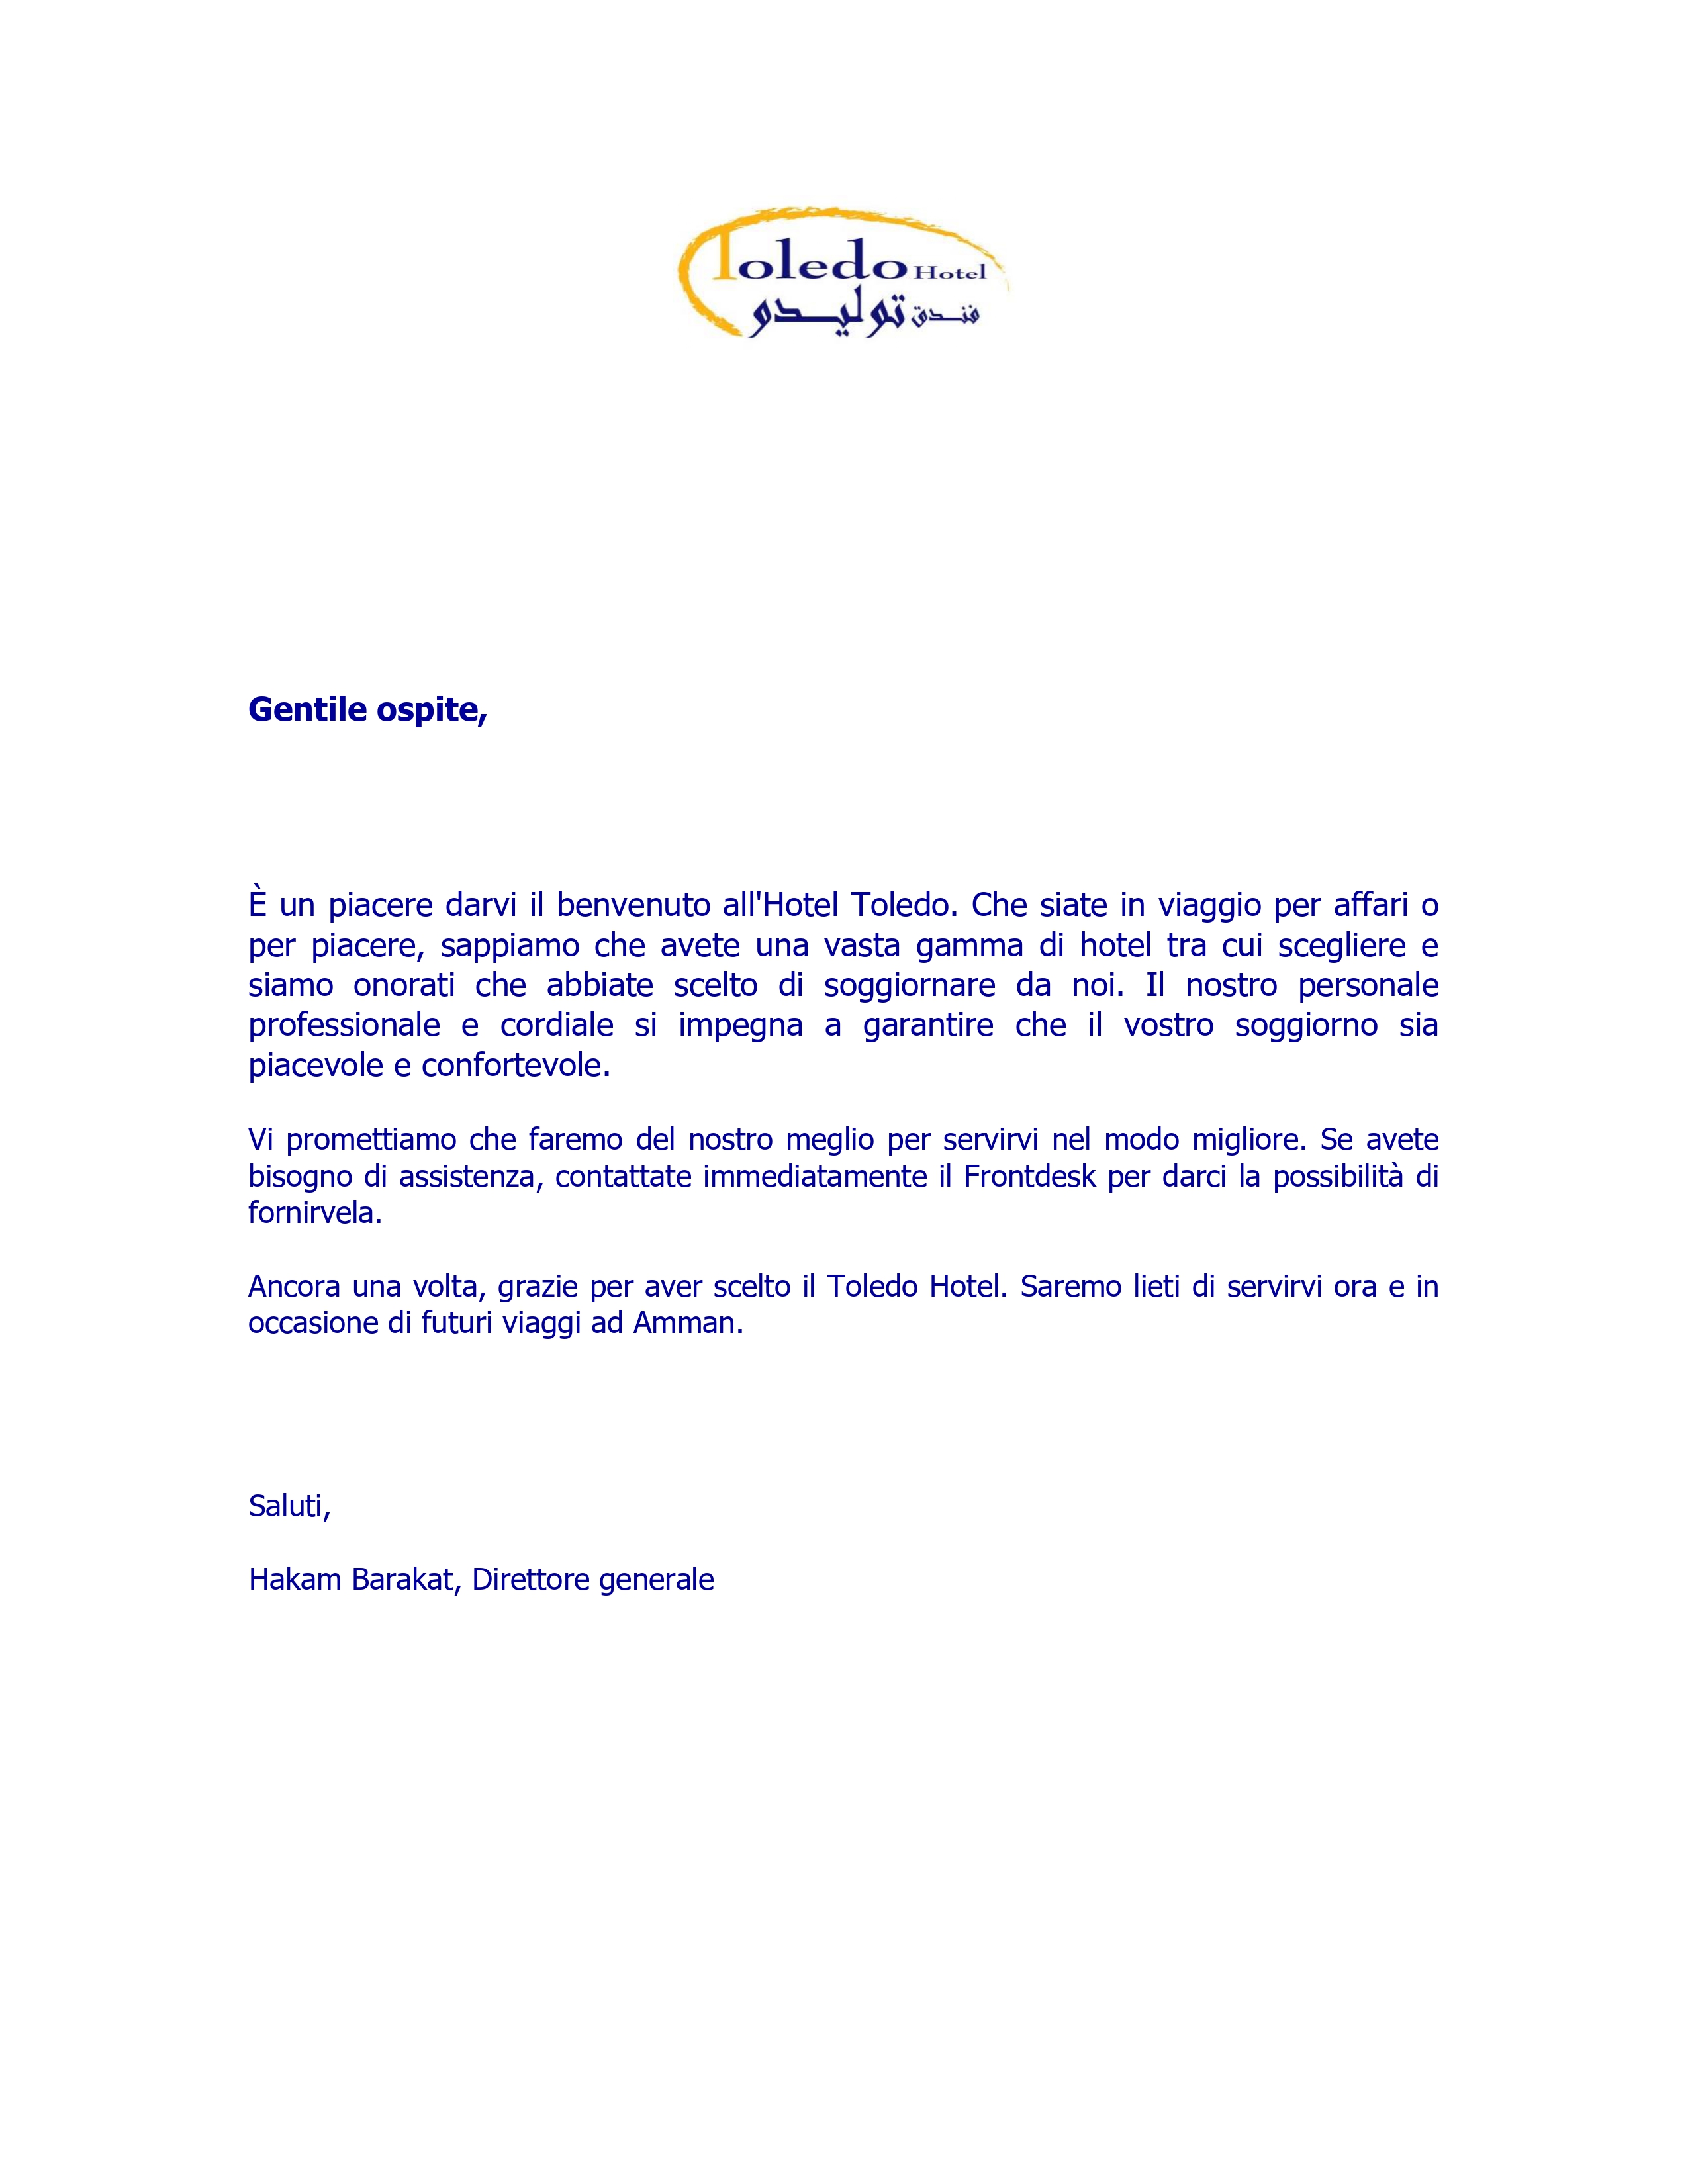 Toledo Hotel
فندق توليدو
Gentile ospite,
È un piacere darvi il benvenuto all'Hotel Toledo. Che siate in viaggio per affari o
per piacere, sappiamo che avete una vasta gamma di hotel tra cui scegliere e
siamo onorati che abbiate scelto di soggiornare da noi. Il nostro personale
professionale e cordiale si impegna a garantire che il vostro soggiorno sia
piacevole e confortevole.
Vi promettiamo che faremo del nostro meglio per servirvi nel modo migliore. Se avete
bisogno di assistenza, contattate immediatamente il Frontdesk per darci la possibilità di
fornirvela.
Ancora una volta, grazie per aver scelto il Toledo Hotel. Saremo lieti di servirvi ora e in
occasione di futuri viaggi ad Amman.
Saluti,
Hakam Barakat, Direttore generale